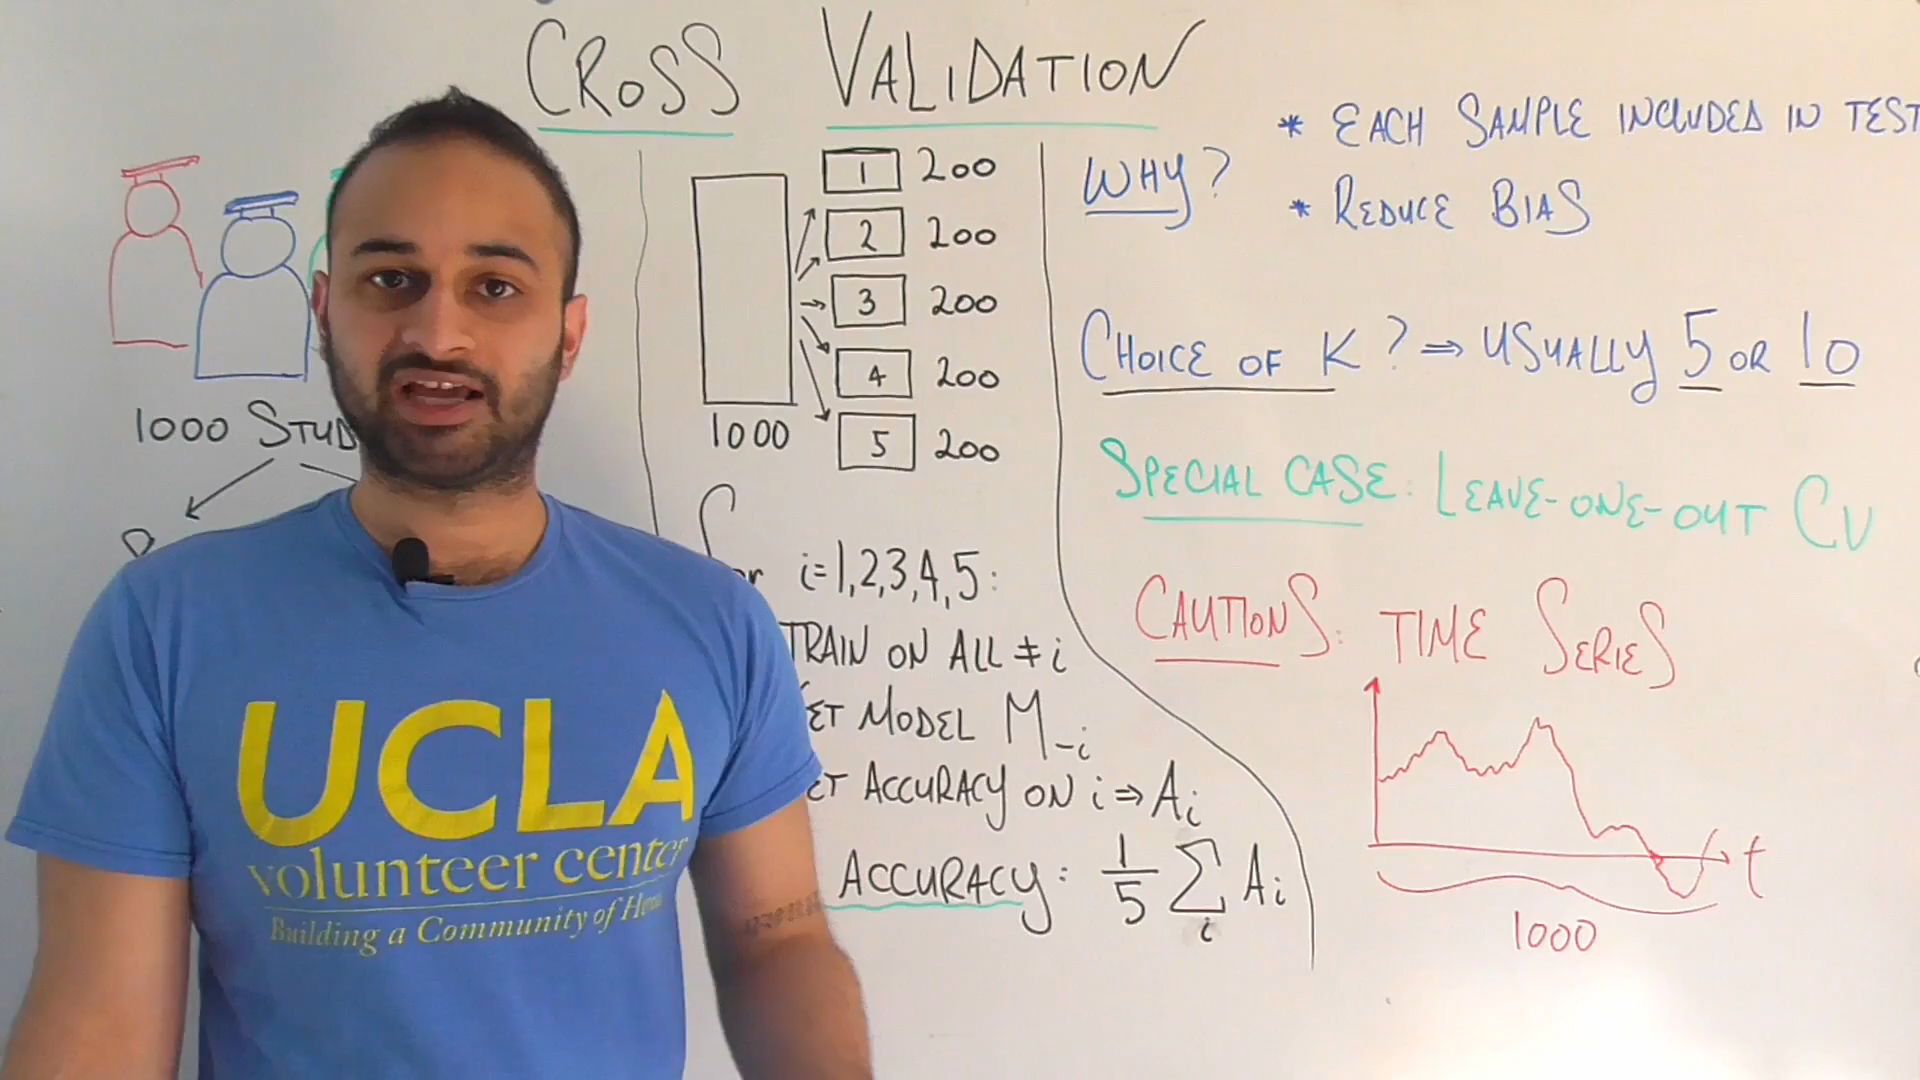 CROSS VALIDATION
1000 STUD
1 200
2 200
3 200
4 200
5 200
1000
i=1,2,3,4,5:
TRAIN ON ALL ≠ i
ET MODEL M-i
ET ACCURACY ON i ⇒ Ai
ACCURACY: 1/5 Σi Ai
WHY?
* EACH SAMPLE INCLUDED IN TEST
* REDUCE BIAS
CHOICE OF K? ⇒ USUALLY 5 OR 10
SPECIAL CASE: LEAVE-ONE-OUT CV
CAUTIONS: TIME SERIES
t
1000
UCLA
volunteer center
Building a Community of